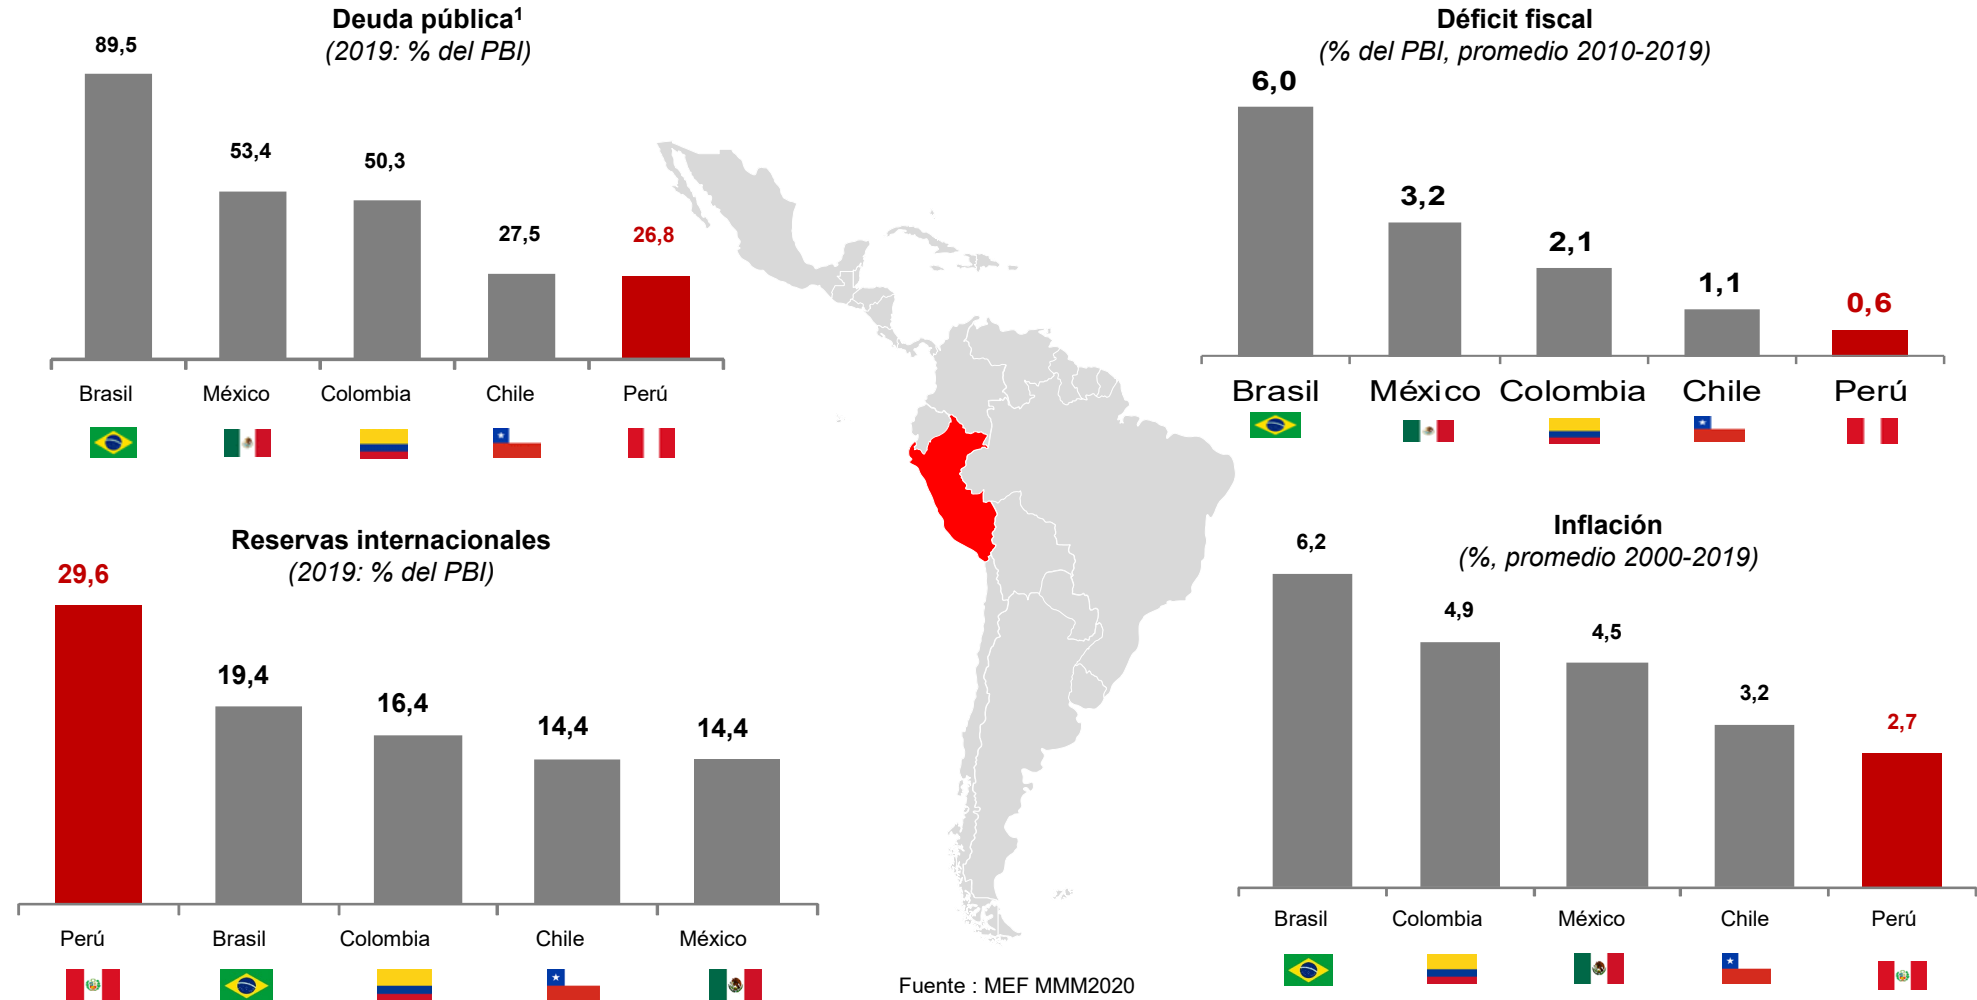 Deuda pública¹
(2019: % del PBI)
89,5
53,4
50,3
27,5
26,8
Brasil
México
Colombia
Chile
Perú
Déficit fiscal
(% del PBI, promedio 2010-2019)
6,0
3,2
2,1
1,1
0,6
Brasil
México
Colombia
Chile
Perú
Reservas internacionales
(2019: % del PBI)
29,6
19,4
16,4
14,4
14,4
Perú
Brasil
Colombia
Chile
México
Inflación
(%, promedio 2000-2019)
6,2
4,9
4,5
3,2
2,7
Brasil
Colombia
México
Chile
Perú
Fuente : MEF MMM2020